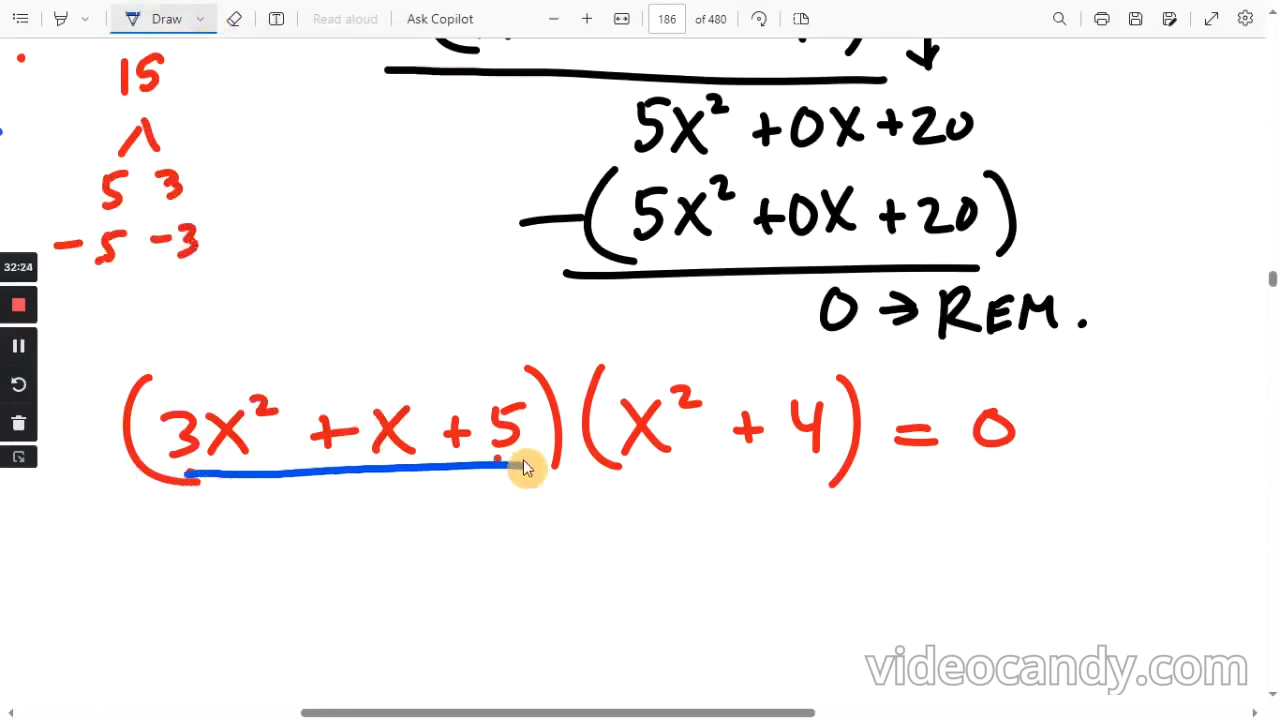 Draw Read aloud Ask Copilot 186 of 480
15
5 3
-5 -3
5X² +0X +20
-(5X² +0X +20)
0 → REM.
32:24
(3X² + X + 5)(X² + 4) = 0
videocandy.com